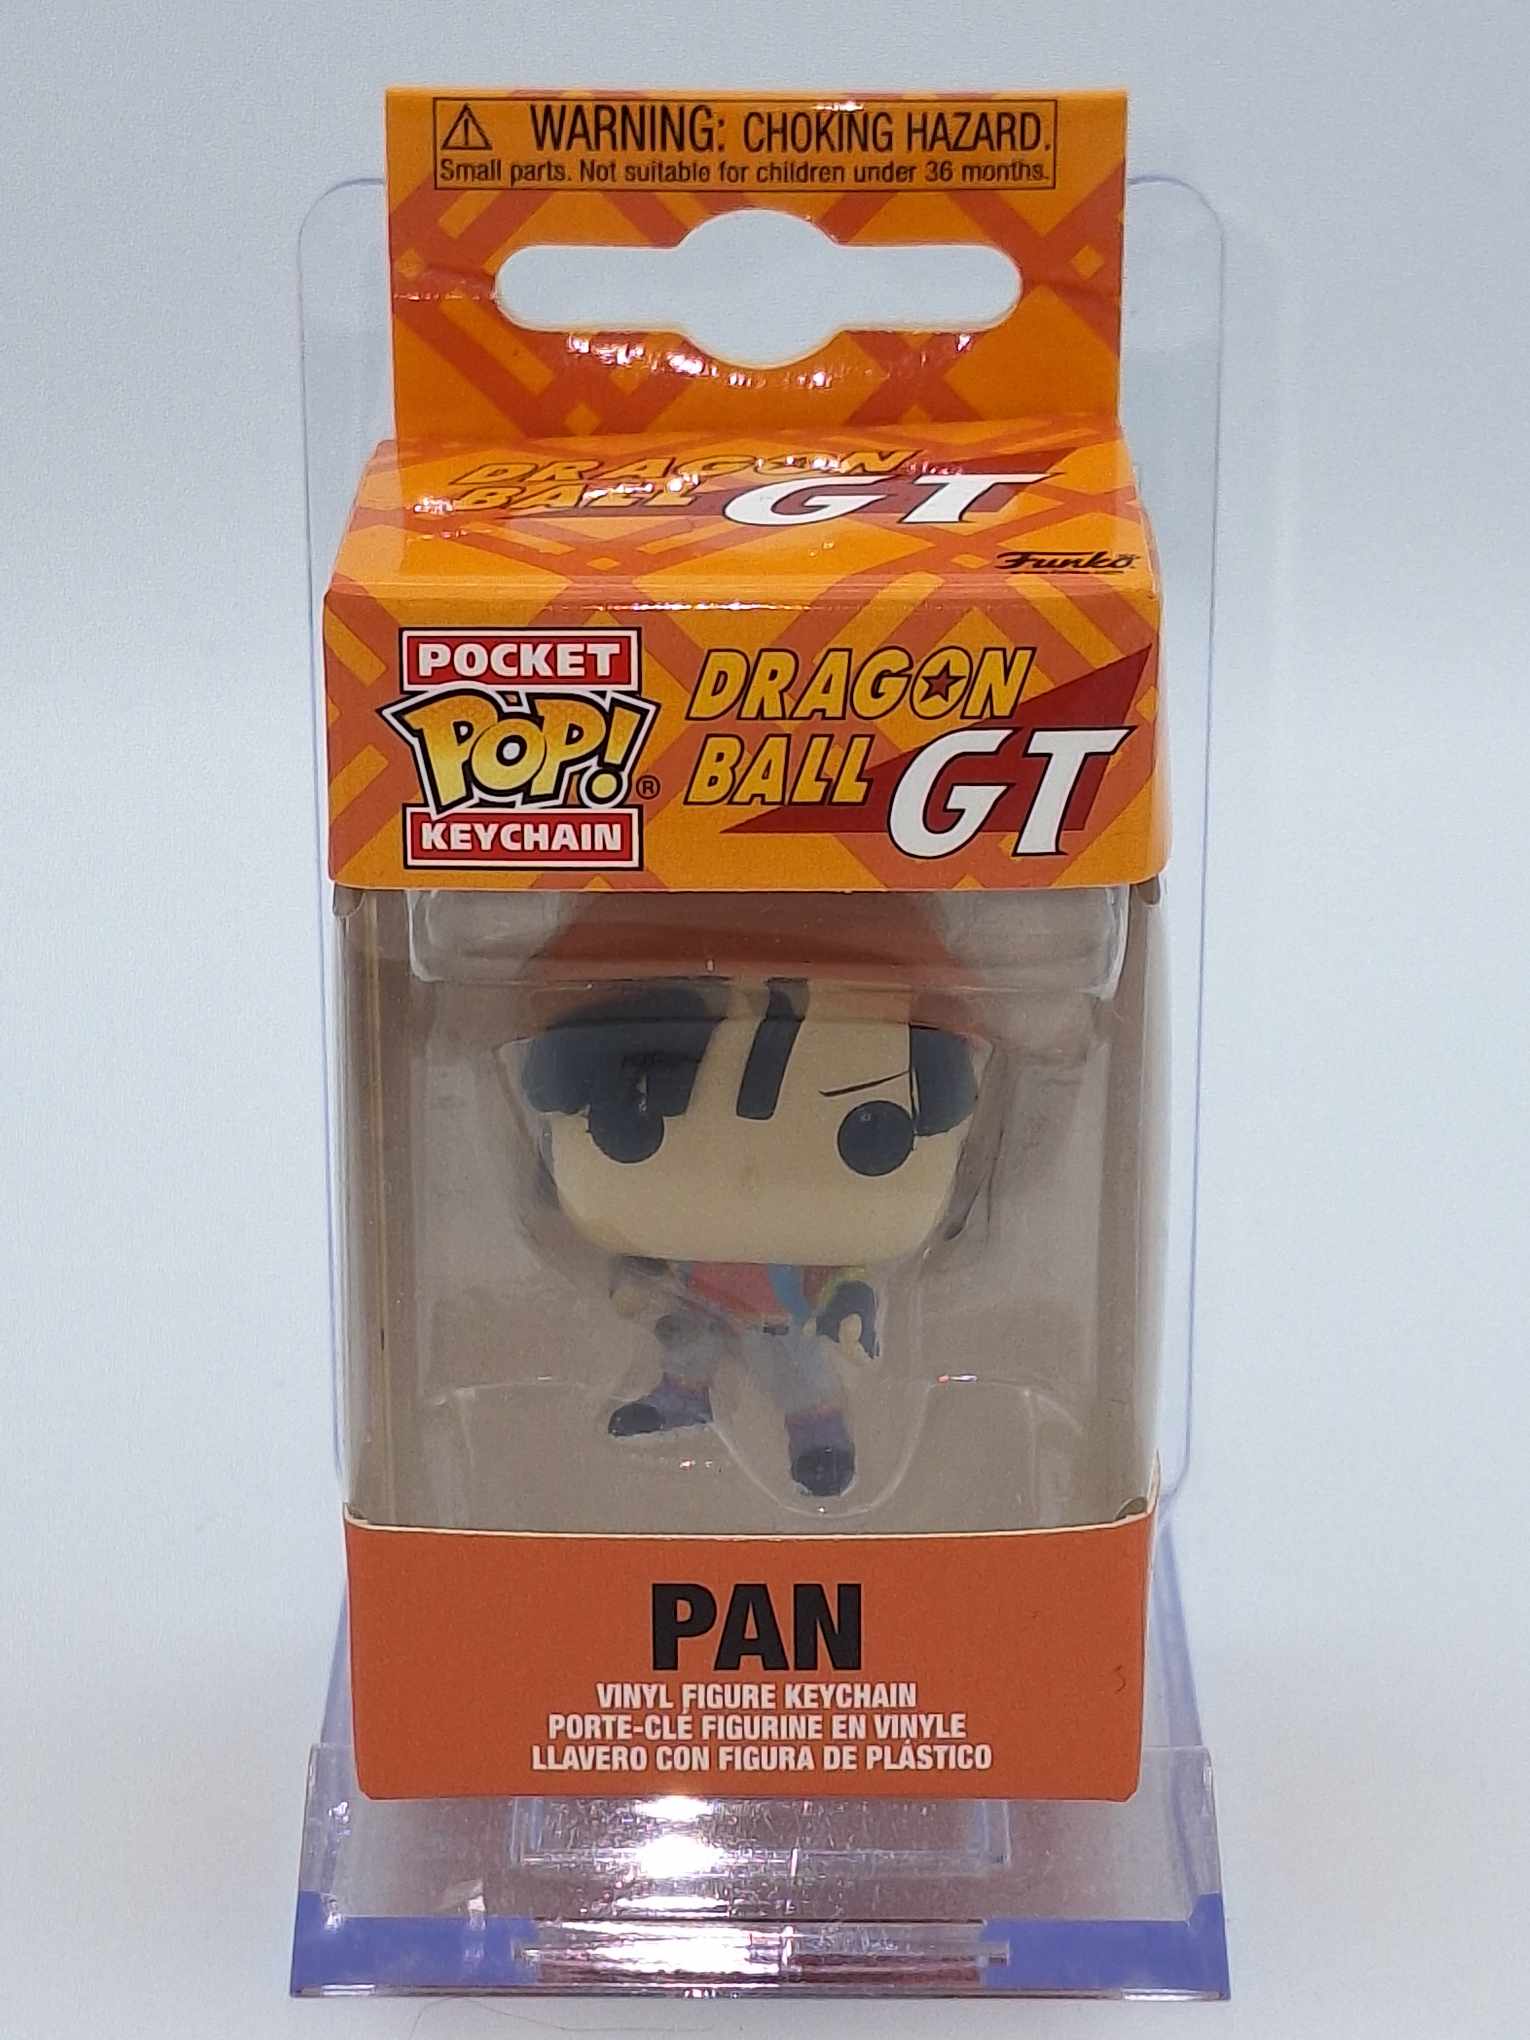 WARNING: CHOKING HAZARD.
Small parts. Not suitable for children under 36 months.
DRAGON
BALL GT
Funko
POCKET
POP!®
KEYCHAIN
DRAGON
BALL GT
PAN
VINYL FIGURE KEYCHAIN
PORTE-CLÉ FIGURINE EN VINYLE
LLAVERO CON FIGURA DE PLÁSTICO